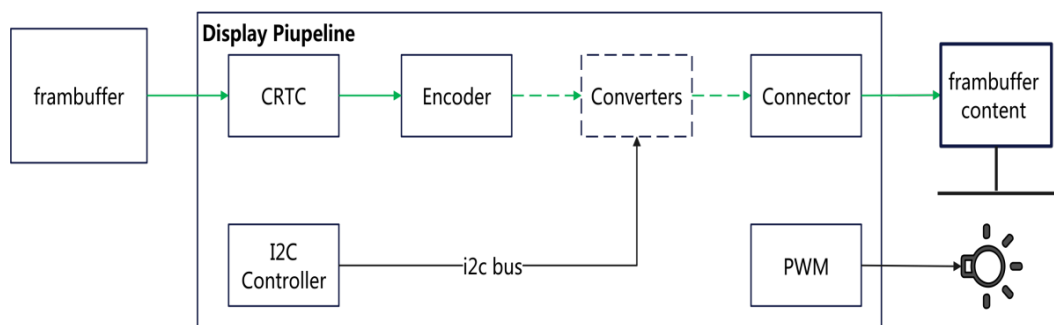 Display Piupeline
frambuffer
CRTC
Encoder
Converters
Connector
frambuffer
content
I2C
Controller
i2c bus
PWM